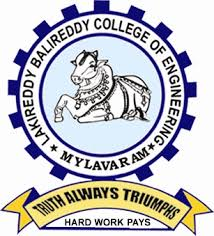 LAKIREDDY BALIREDDY COLLEGE OF ENGINEERING
MYLAVARAM
TRUTH ALWAYS TRIUMPHS
HARD WORK PAYS